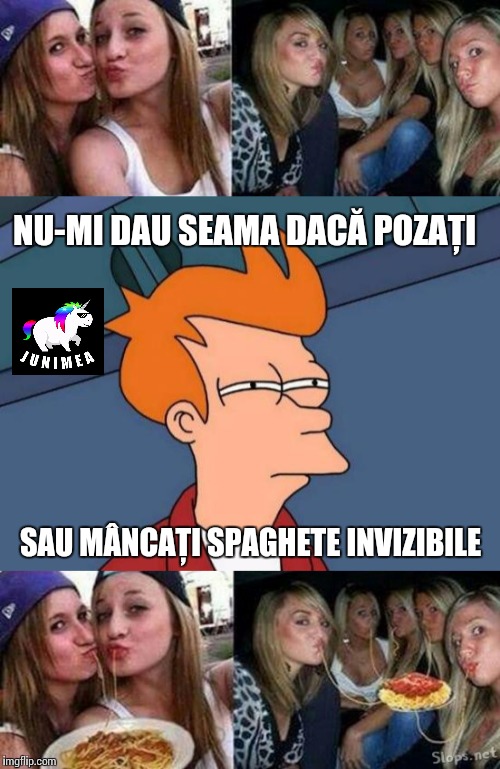 NU-MI DAU SEAMA DACĂ POZAȚI
JUNIMEA
SAU MÂNCAȚI SPAGHETE INVIZIBILE
imgflip.com
Slops.net